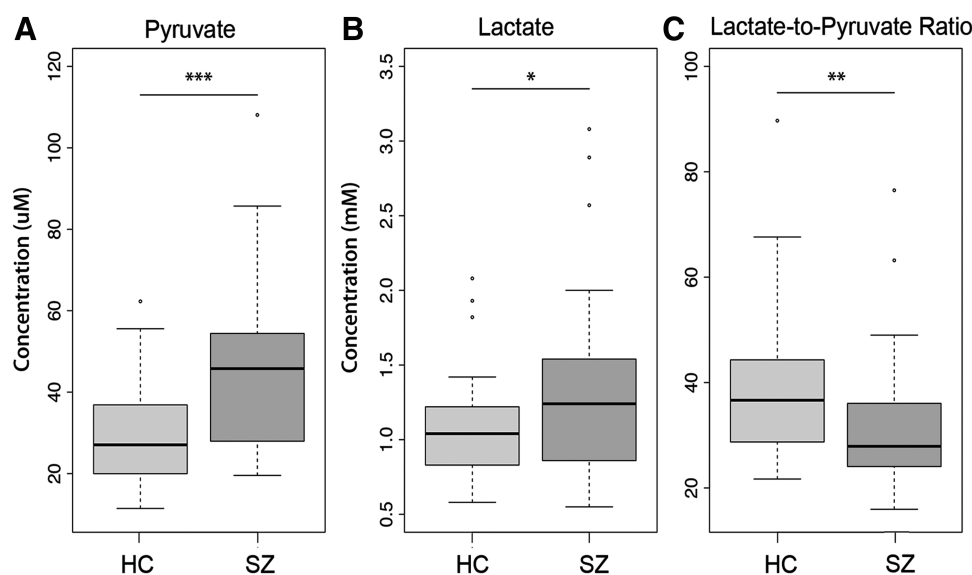 A Pyruvate
Concentration (uM)
120
100
80
60
40
20
***
HC SZ
B Lactate
Concentration (mM)
3.5
3.0
2.5
2.0
1.5
1.0
0.5
*
HC SZ
C Lactate-to-Pyruvate Ratio
100
80
60
40
20
**
HC SZ